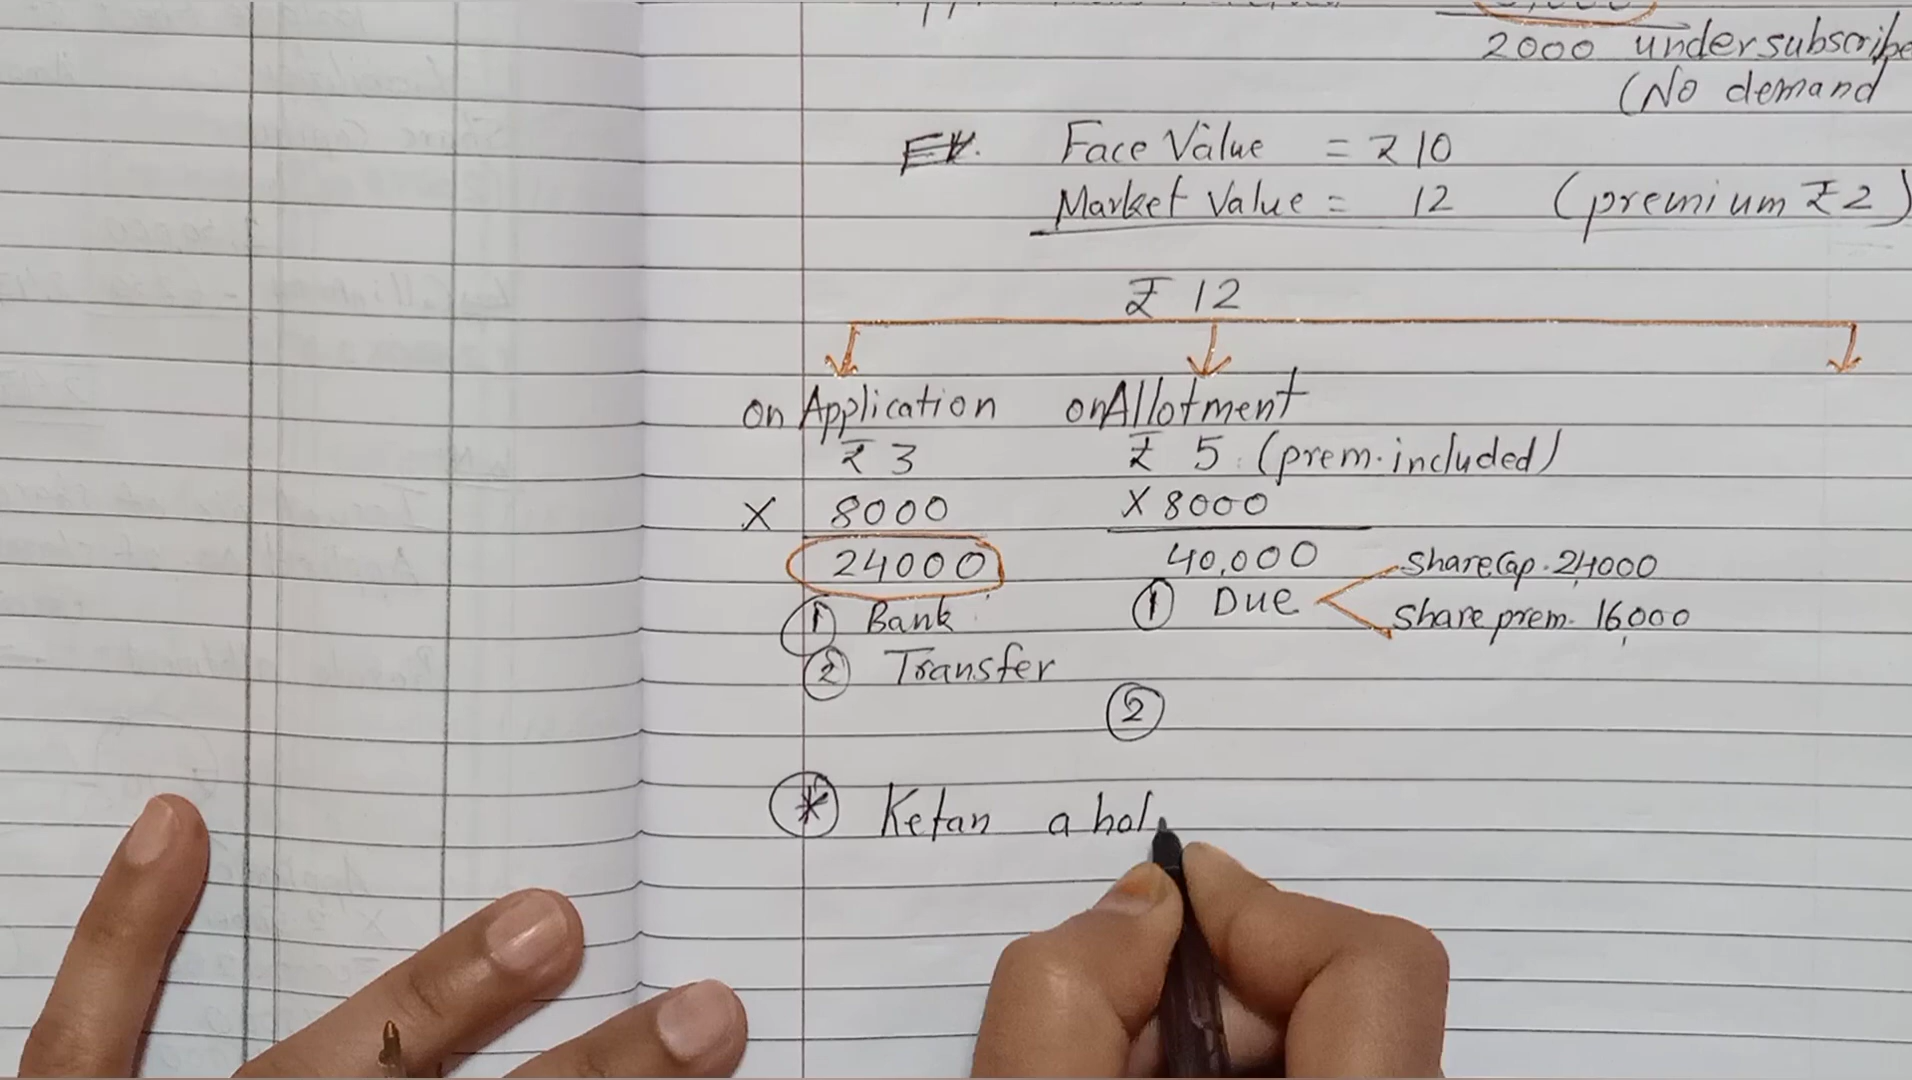 2000 undersubscribe
(No demand
Face Value = ₹ 10
Market Value = 12 (premium ₹2)
₹ 12
on Application on Allotment
₹ 3 ₹ 5 (prem. included)
X 8000 X 8000
24000 40,000 Share Cap. 24000
① Bank ① Due Share prem. 16,000
② Transfer
②
* Ketan a hol